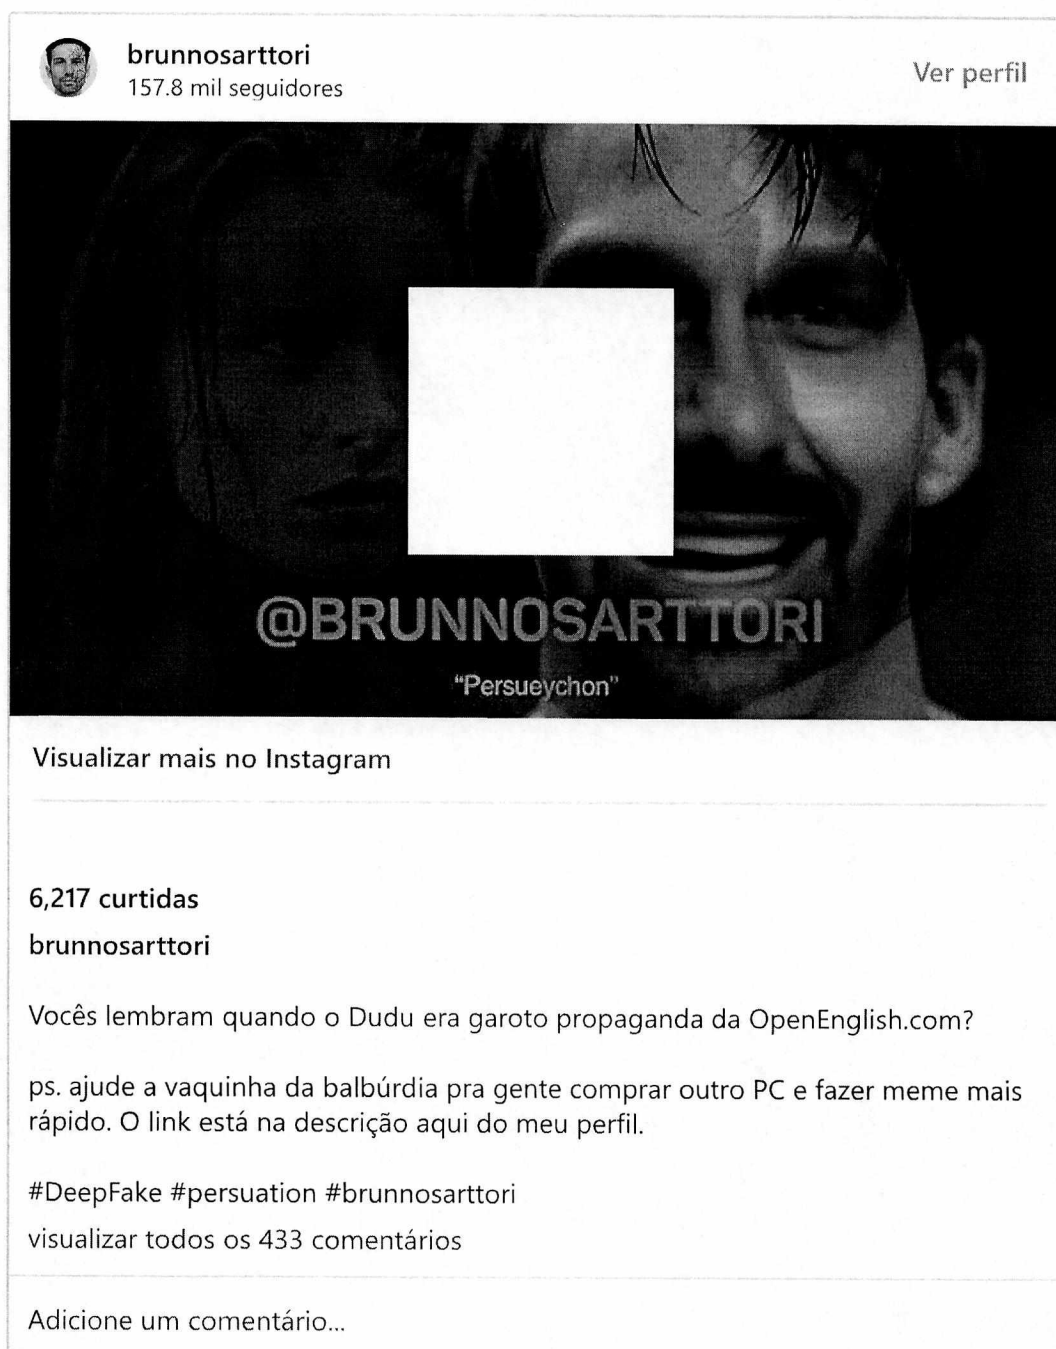 brunnosarttori
157.8 mil seguidores
Ver perfil
@BRUNNOSARTTORI
“Persueychon”
Visualizar mais no Instagram
6,217 curtidas
brunnosarttori
Vocês lembram quando o Dudu era garoto propaganda da OpenEnglish.com?
ps. ajude a vaquinha da balbúrdia pra gente comprar outro PC e fazer meme mais
rápido. O link está na descrição aqui do meu perfil.
#DeepFake #persuation #brunnosarttori
visualizar todos os 433 comentários
Adicione um comentário...